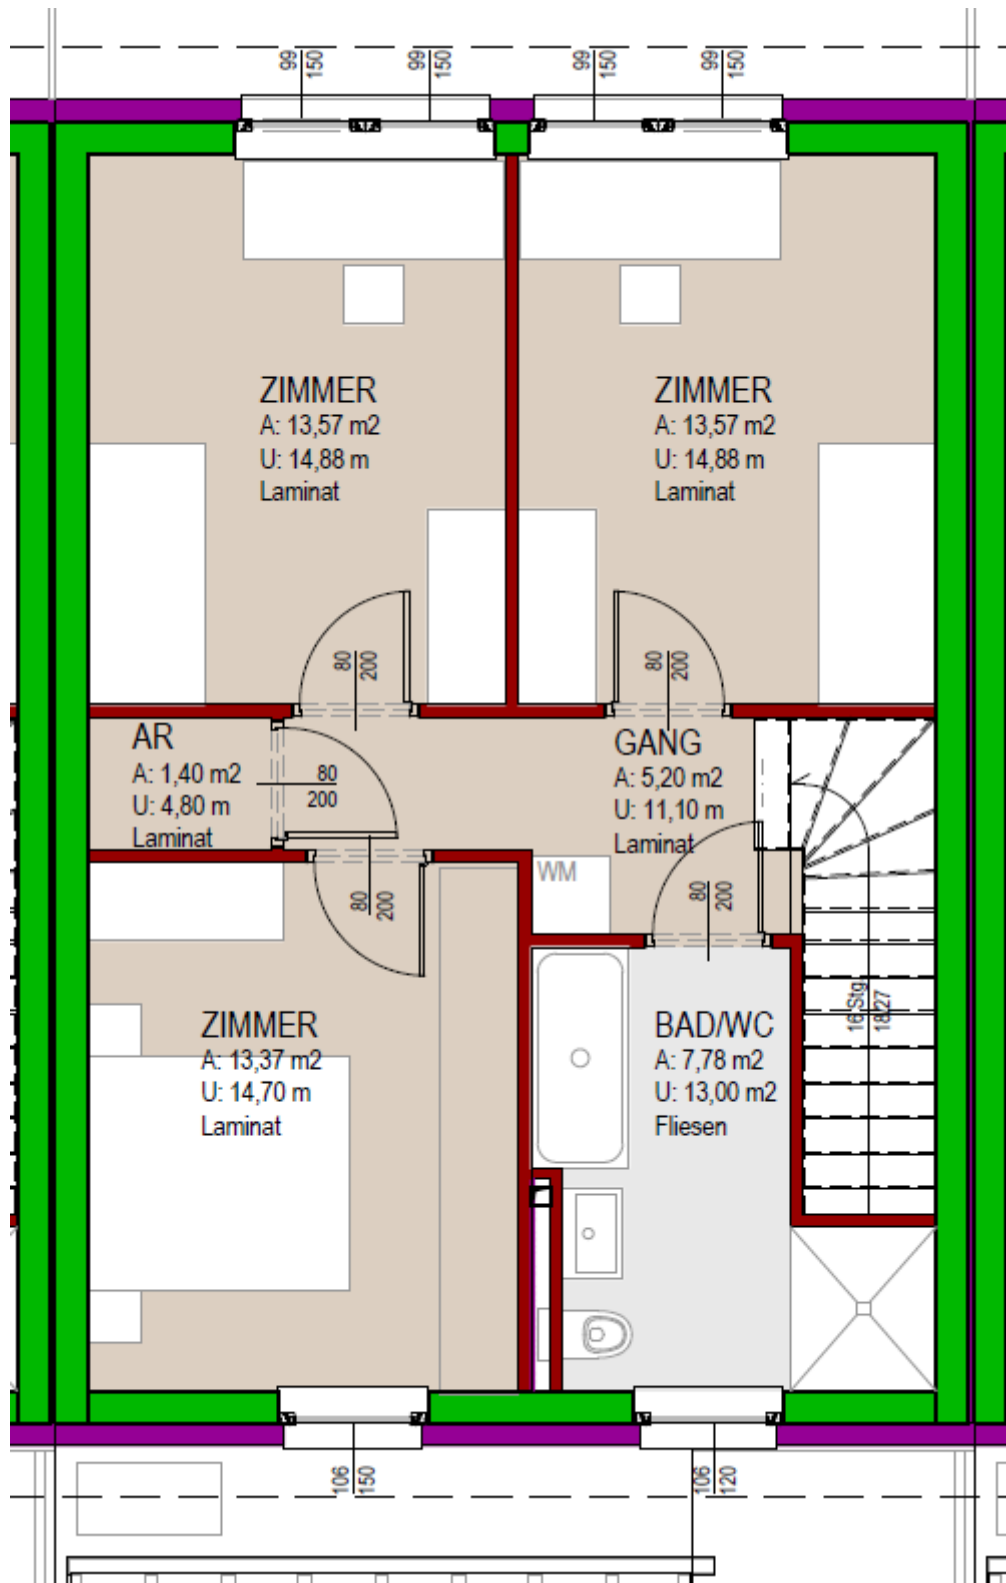 99
150
99
150
99
150
99
150
ZIMMER
A: 13,57 m2
U: 14,88 m
Laminat
ZIMMER
A: 13,57 m2
U: 14,88 m
Laminat
80
200
80
200
AR
A: 1,40 m2
U: 4,80 m
Laminat
80
200
GANG
A: 5,20 m2
U: 11,10 m
Laminat
WM
80
200
80
200
ZIMMER
A: 13,37 m2
U: 14,70 m
Laminat
BAD/WC
A: 7,78 m2
U: 13,00 m2
Fliesen
16 Stg
18/27
106
150
106
120